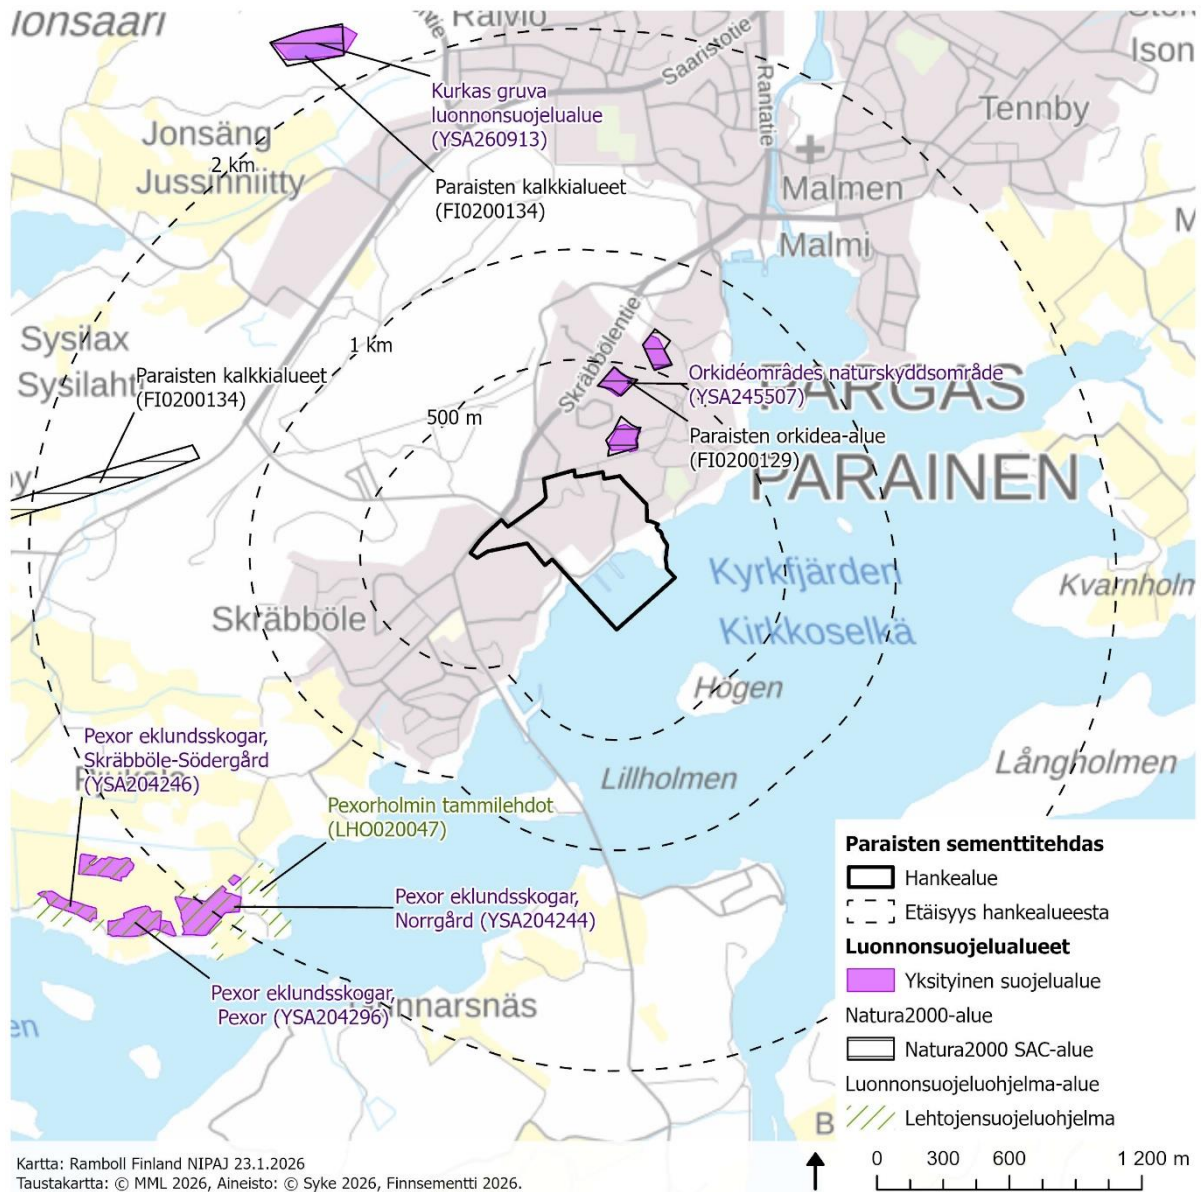 lonsaari
Raivio
Saaristotie
Rantatie
Tennby
Ison
Kurkas gruva
luonnonsuojelualue
(YSA260913)
Jonsäng
Jussinniitty
2 km
Paraisten kalkkialueet
(FI0200134)
Malmen
Malmi
M
Sysilax
Sysilahti
1 km
Skräbbölentie
Paraisten kalkkialueet
(FI0200134)
500 m
Orkidéområdes naturskyddsområde
(YSA245507)
PARGAS
Paraisten orkidea-alue
(FI0200129)
PARAINEN
by
Kyrkfjärden
Kirkkoselkä
Kvarnholm
Skräbböle
Högen
Lillholmen
Långholmen
Pexor eklundsskogar,
Skräbböle-Södergård
(YSA204246)
Pexorholmin tammilehdot
(LHO020047)
Pexor eklundsskogar,
Norrgård (YSA204244)
Pexor eklundsskogar,
Pexor (YSA204296)
Gunnarsnäs
en
B
Paraisten sementtitehdas
Hankealue
Etäisyys hankealueesta
Luonnonsuojelualueet
Yksityinen suojelualue
Natura2000-alue
Natura2000 SAC-alue
Luonnonsuojeluohjelma-alue
Lehtojensuojeluohjelma
Kartta: Ramboll Finland NIPAJ 23.1.2026
Taustakartta: © MML 2026, Aineisto: © Syke 2026, Finnsementti 2026.
0 300 600 1 200 m